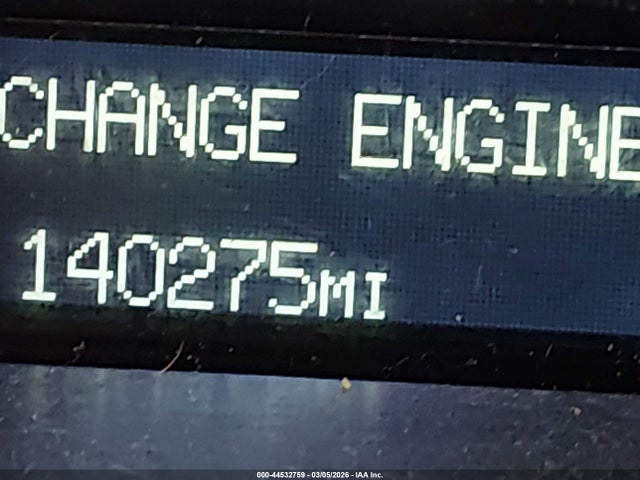 CHANGE ENGINE
140275MI
000-44532759 - 03/05/2026 - IAA Inc.